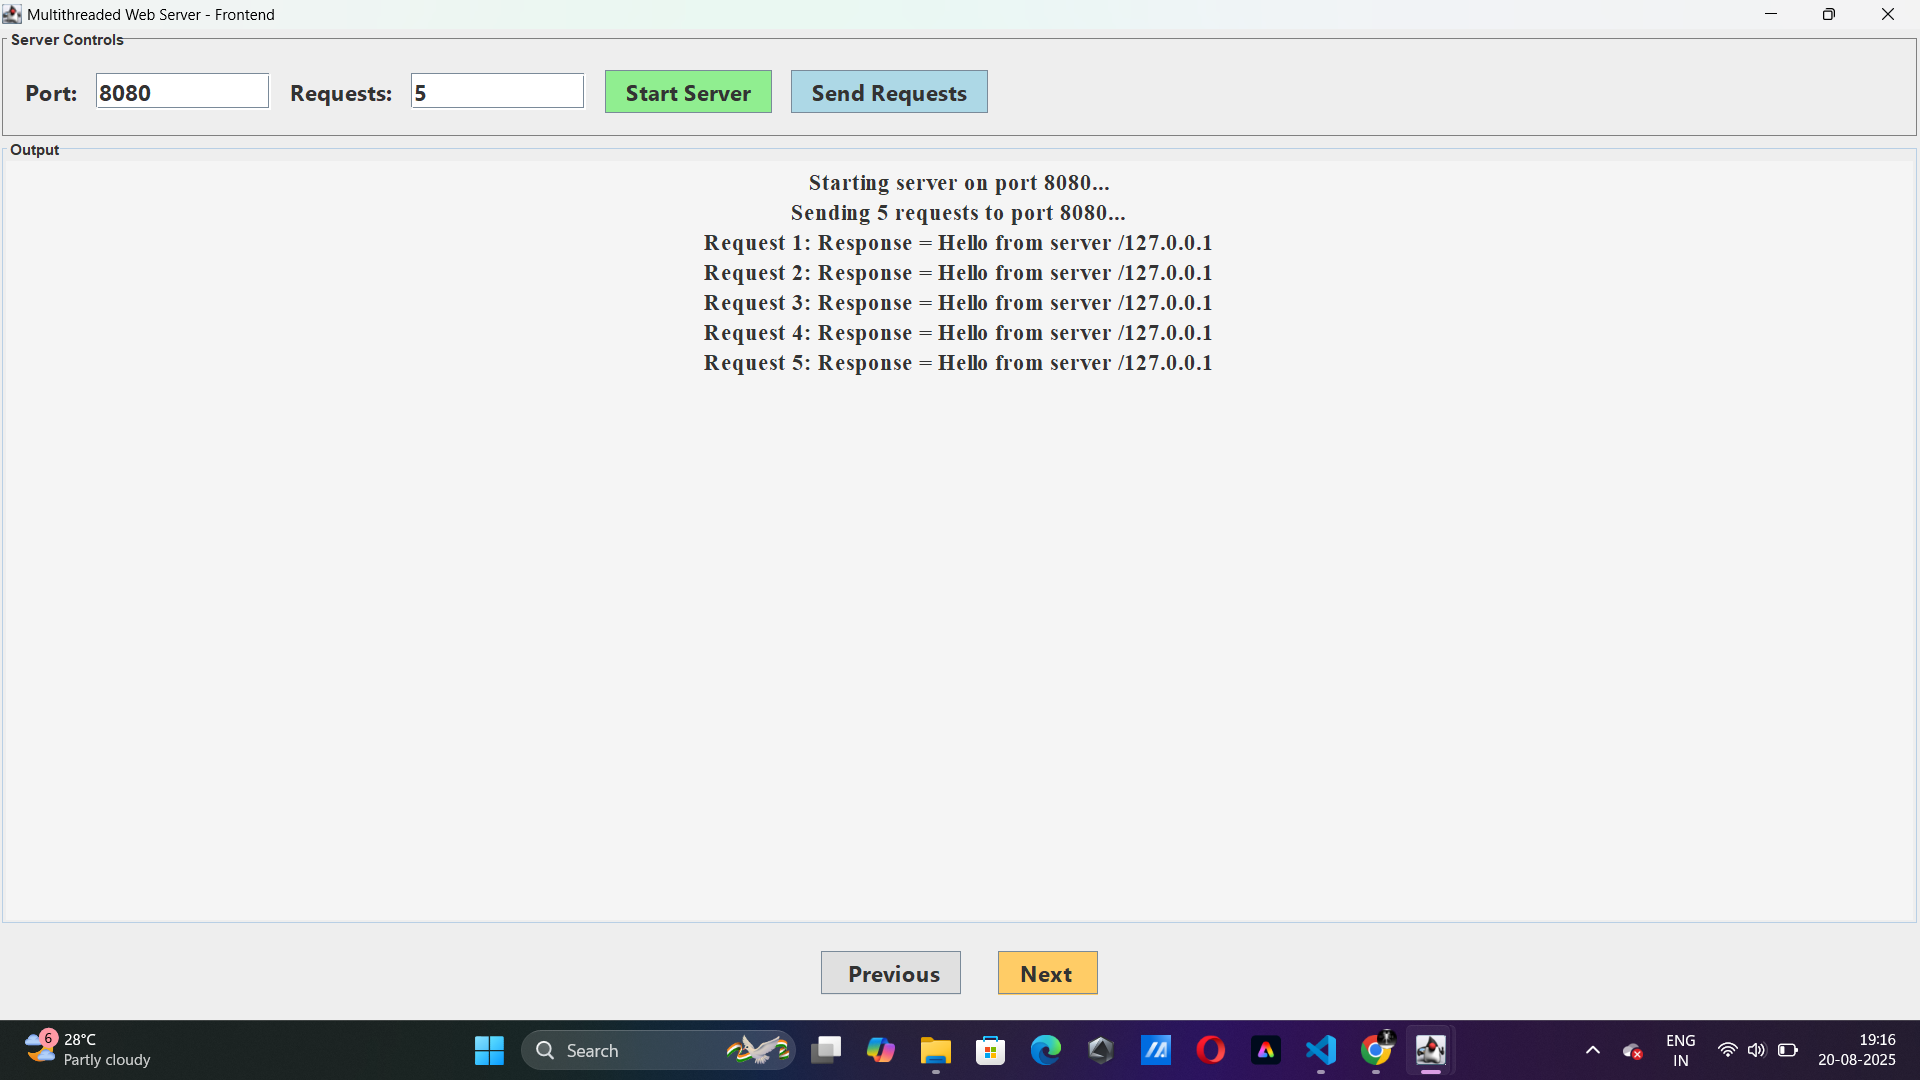 Multithreaded Web Server - Frontend
Server Controls
Port: 8080 Requests: 5 Start Server Send Requests
Output
Starting server on port 8080...
Sending 5 requests to port 8080...
Request 1: Response = Hello from server /127.0.0.1
Request 2: Response = Hello from server /127.0.0.1
Request 3: Response = Hello from server /127.0.0.1
Request 4: Response = Hello from server /127.0.0.1
Request 5: Response = Hello from server /127.0.0.1
Previous Next
6 28°C
Partly cloudy
Search
ENG
IN
19:16
20-08-2025